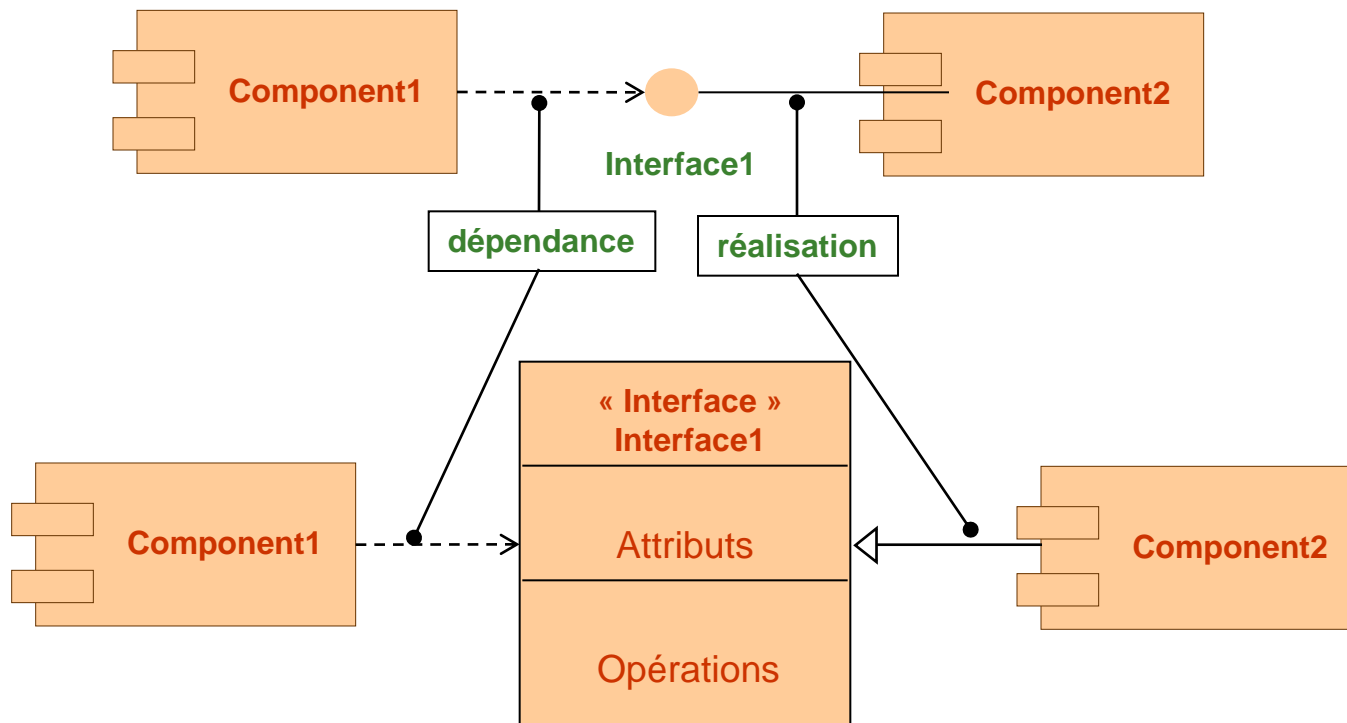 Component1
Component2
Interface1
dépendance
réalisation
« Interface »
Interface1
Component1
Attributs
Component2
Opérations